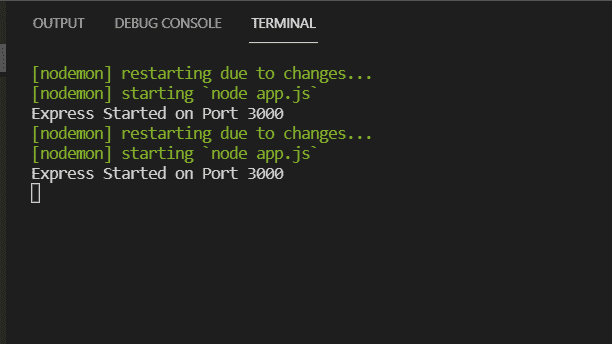 OUTPUT DEBUG CONSOLE TERMINAL
[nodemon] restarting due to changes...
[nodemon] starting `node app.js`
Express Started on Port 3000
[nodemon] restarting due to changes...
[nodemon] starting `node app.js`
Express Started on Port 3000